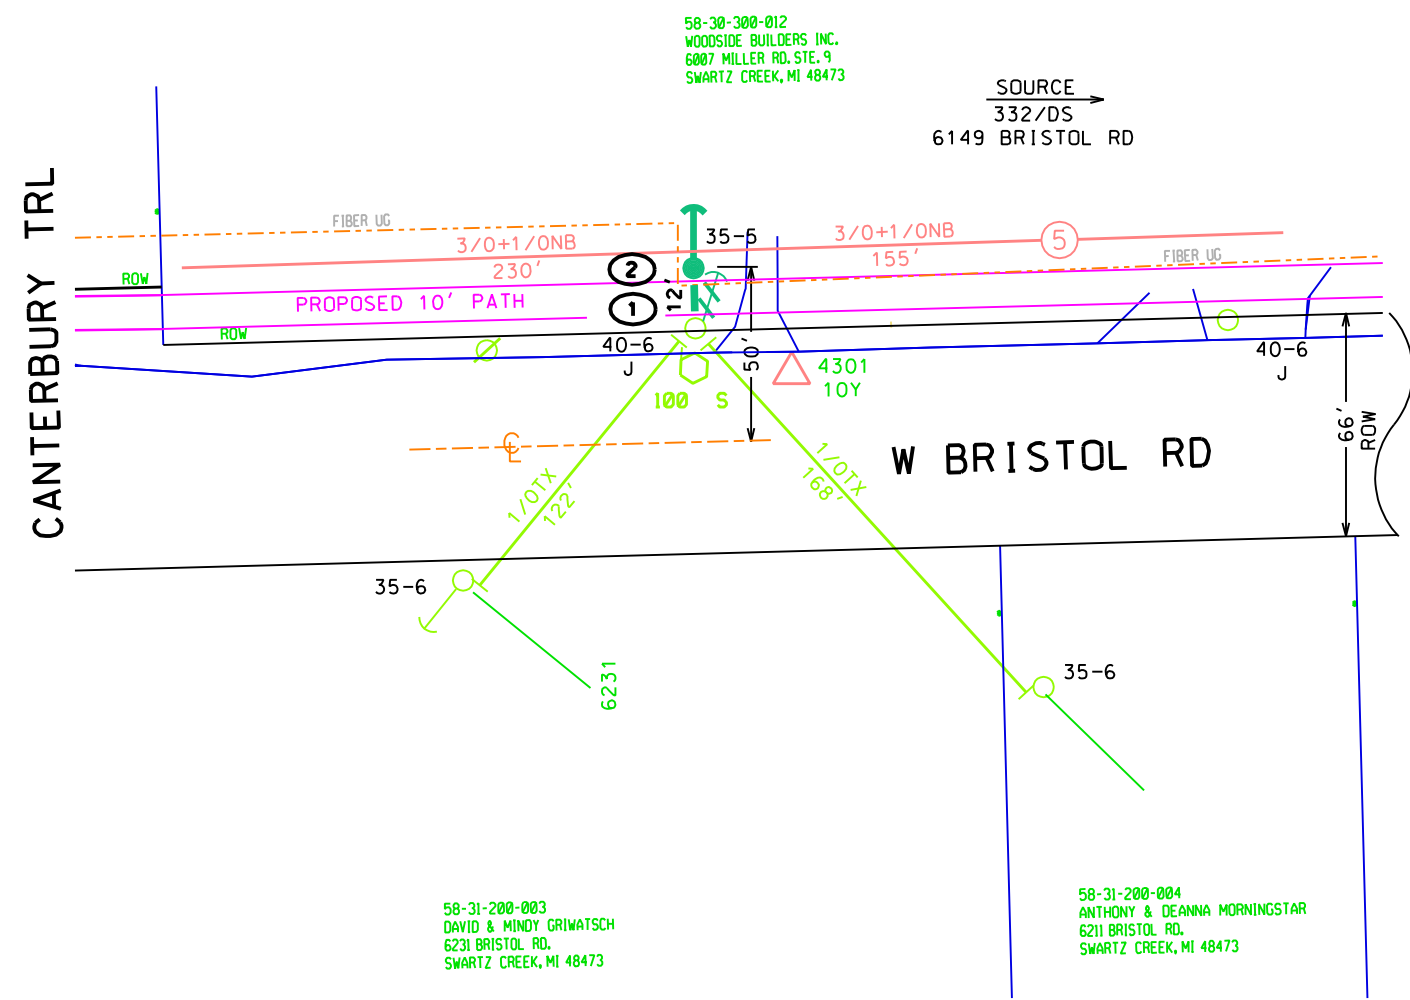 58-30-300-012
WOODSIDE BUILDERS INC.
6007 MILLER RD. STE. 9
SWARTZ CREEK, MI 48473
SOURCE
332/DS
6149 BRISTOL RD
CANTERBURY TRL
FIBER UG
3/0+1/0NB
230'
35-5
3/0+1/0NB
155'
5
FIBER UG
ROW
2
12'
PROPOSED 10' PATH
1
ROW
40-6
J
50'
4301
10Y
40-6
J
100 S
66'
ROW
CL
W BRISTOL RD
1/0TX
122'
1/0TX
168'
35-6
6231
35-6
58-31-200-003
DAVID & MINDY GRIWATSCH
6231 BRISTOL RD.
SWARTZ CREEK, MI 48473
58-31-200-004
ANTHONY & DEANNA MORNINGSTAR
6211 BRISTOL RD.
SWARTZ CREEK, MI 48473